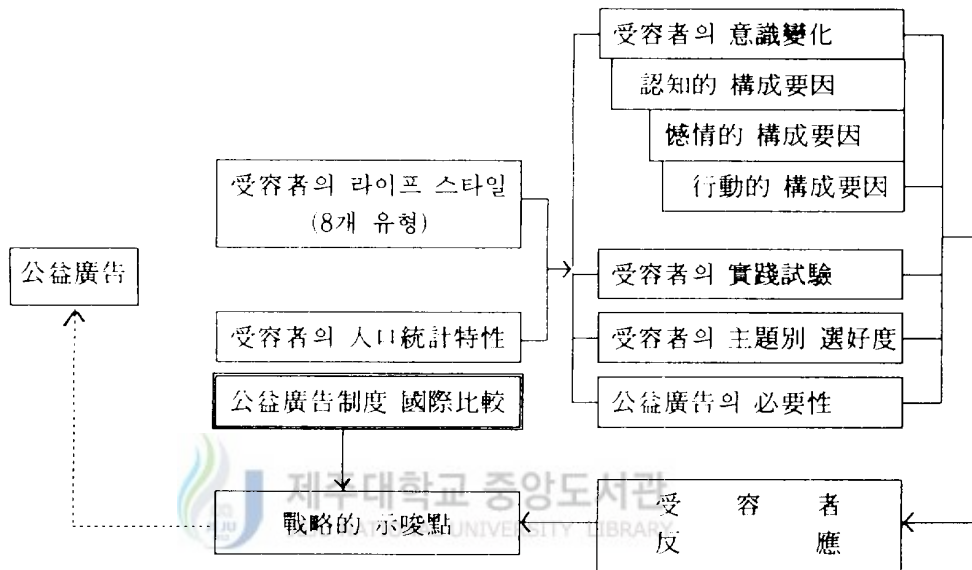 受容者의 意識變化
認知的 構成要因
憾情的 構成要因
行動的 構成要因
受容者의 라이프 스타일
(8개 유형)
公益廣告
受容者의 實踐試驗
受容者의 人口統計特性
受容者의 主題別 選好度
公益廣告制度 國際比較
公益廣告의 必要性
제주대학교 중앙도서관
JEJU NATIONAL UNIVERSITY LIBRARY
戰略的 示唆點
受 容 者
反 應